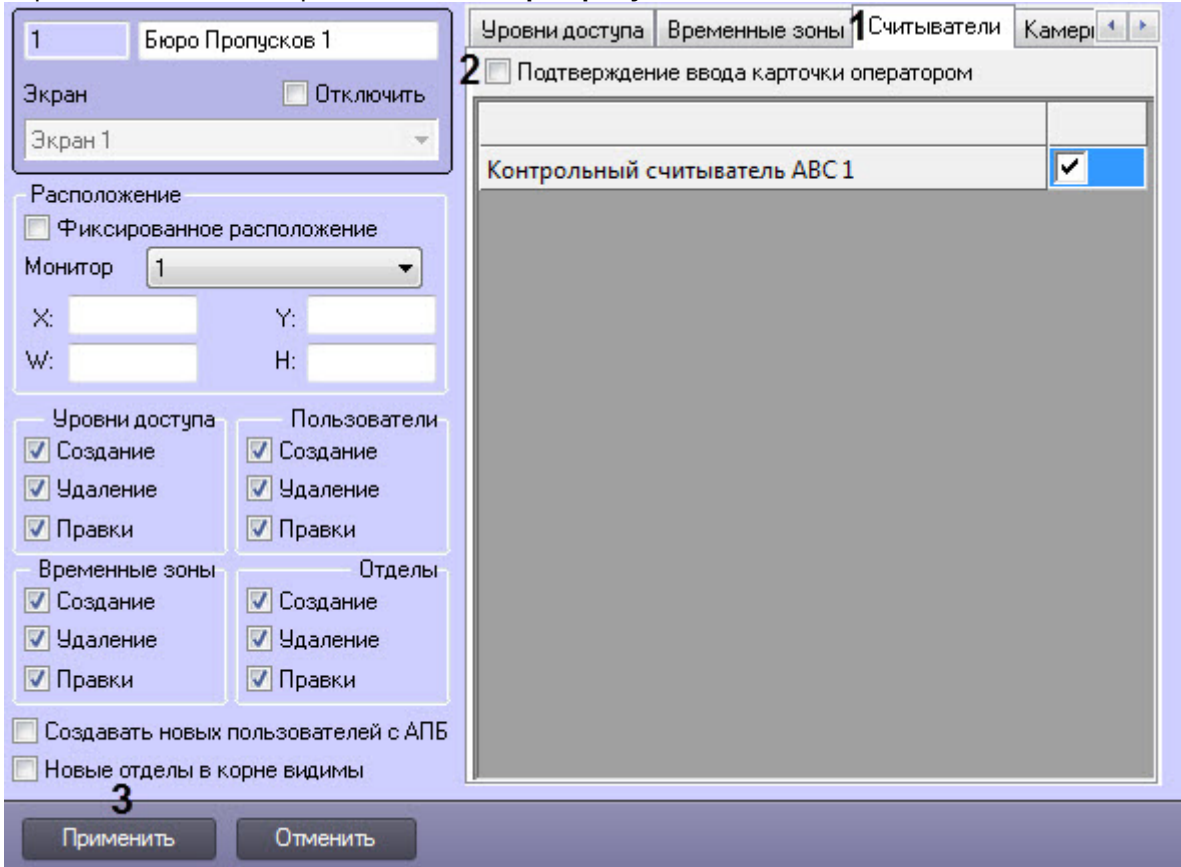 1 Бюро Пропусков 1
Экран Отключить
Экран 1
Расположение
Фиксированное расположение
Монитор 1
X: Y:
W: H:
Уровни доступа Пользователи
Создание Создание
Удаление Удаление
Правки Правки
Временные зоны Отделы
Создание Создание
Удаление Удаление
Правки Правки
Создавать новых пользователей с АПБ
Новые отделы в корне видимы
Уровни доступа Временные зоны 1 Считыватели Камеры
2 Подтверждение ввода карточки оператором
Контрольный считыватель ABC 1
3
Применить Отменить